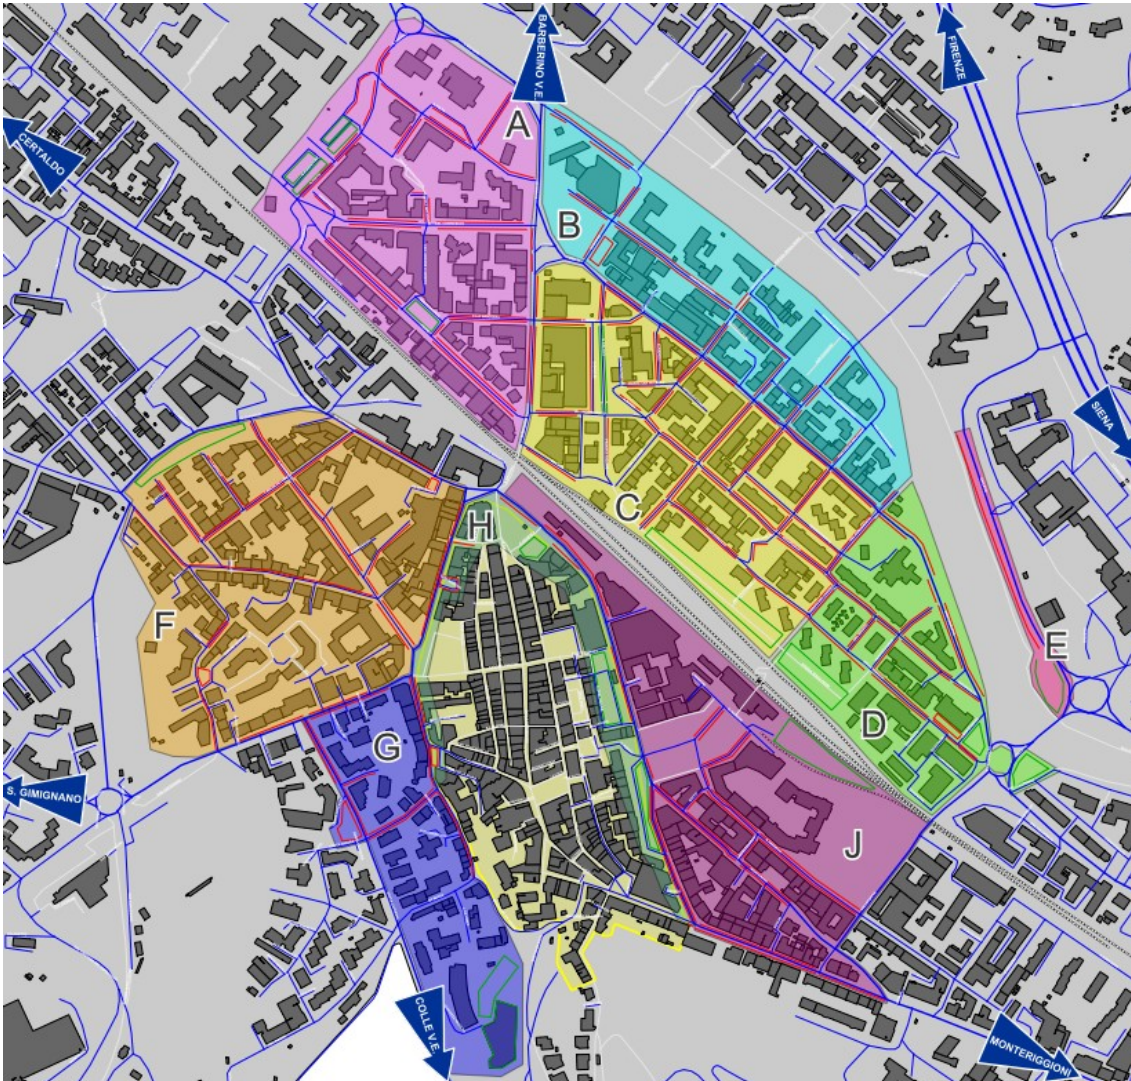 BARBERINO V.E.
FIRENZE
A
CERTALDO
B
SIENA
C
H
F
E
D
G
S. GIMIGNANO
J
COLLE V.E.
MONTERIGGIONI